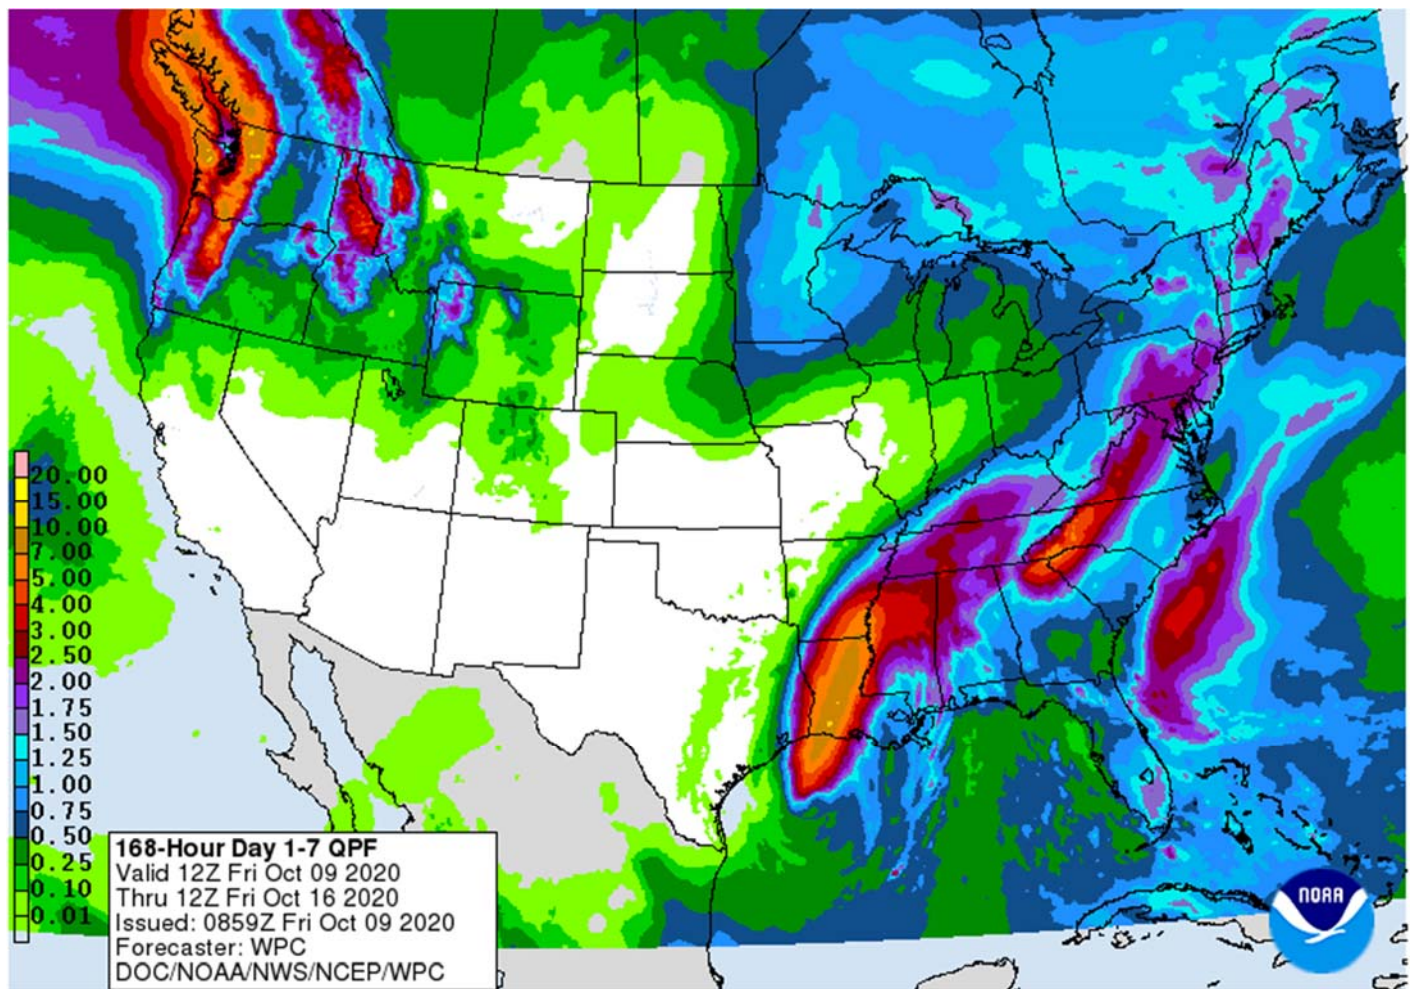 20.00
15.00
10.00
7.00
5.00
4.00
3.00
2.50
2.00
1.75
1.50
1.25
1.00
0.75
0.50
0.25
0.10
0.01
168-Hour Day 1-7 QPF
Valid 12Z Fri Oct 09 2020
Thru 12Z Fri Oct 16 2020
Issued: 0859Z Fri Oct 09 2020
Forecaster: WPC
DOC/NOAA/NWS/NCEP/WPC
NOAA